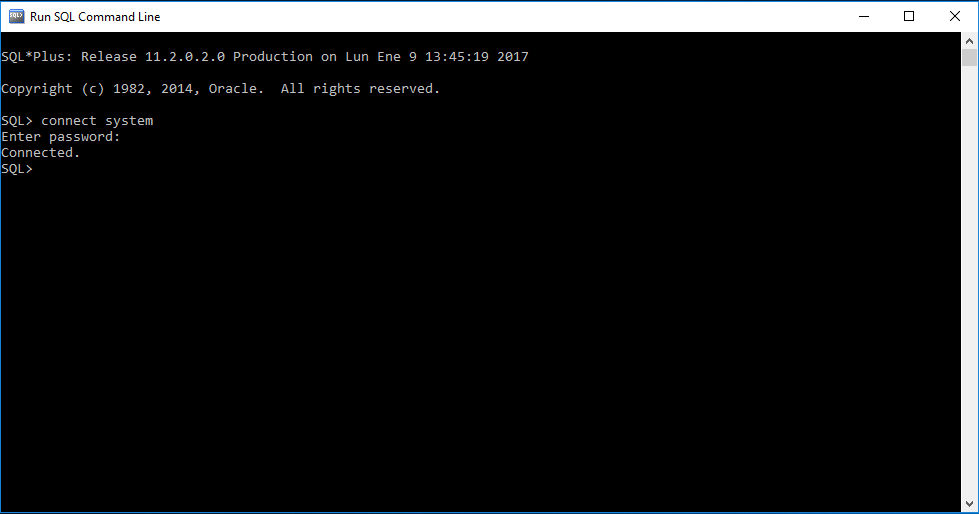 Run SQL Command Line
SQL*Plus: Release 11.2.0.2.0 Production on Lun Ene 9 13:45:19 2017
Copyright (c) 1982, 2014, Oracle.  All rights reserved.
SQL> connect system
Enter password:
Connected.
SQL>